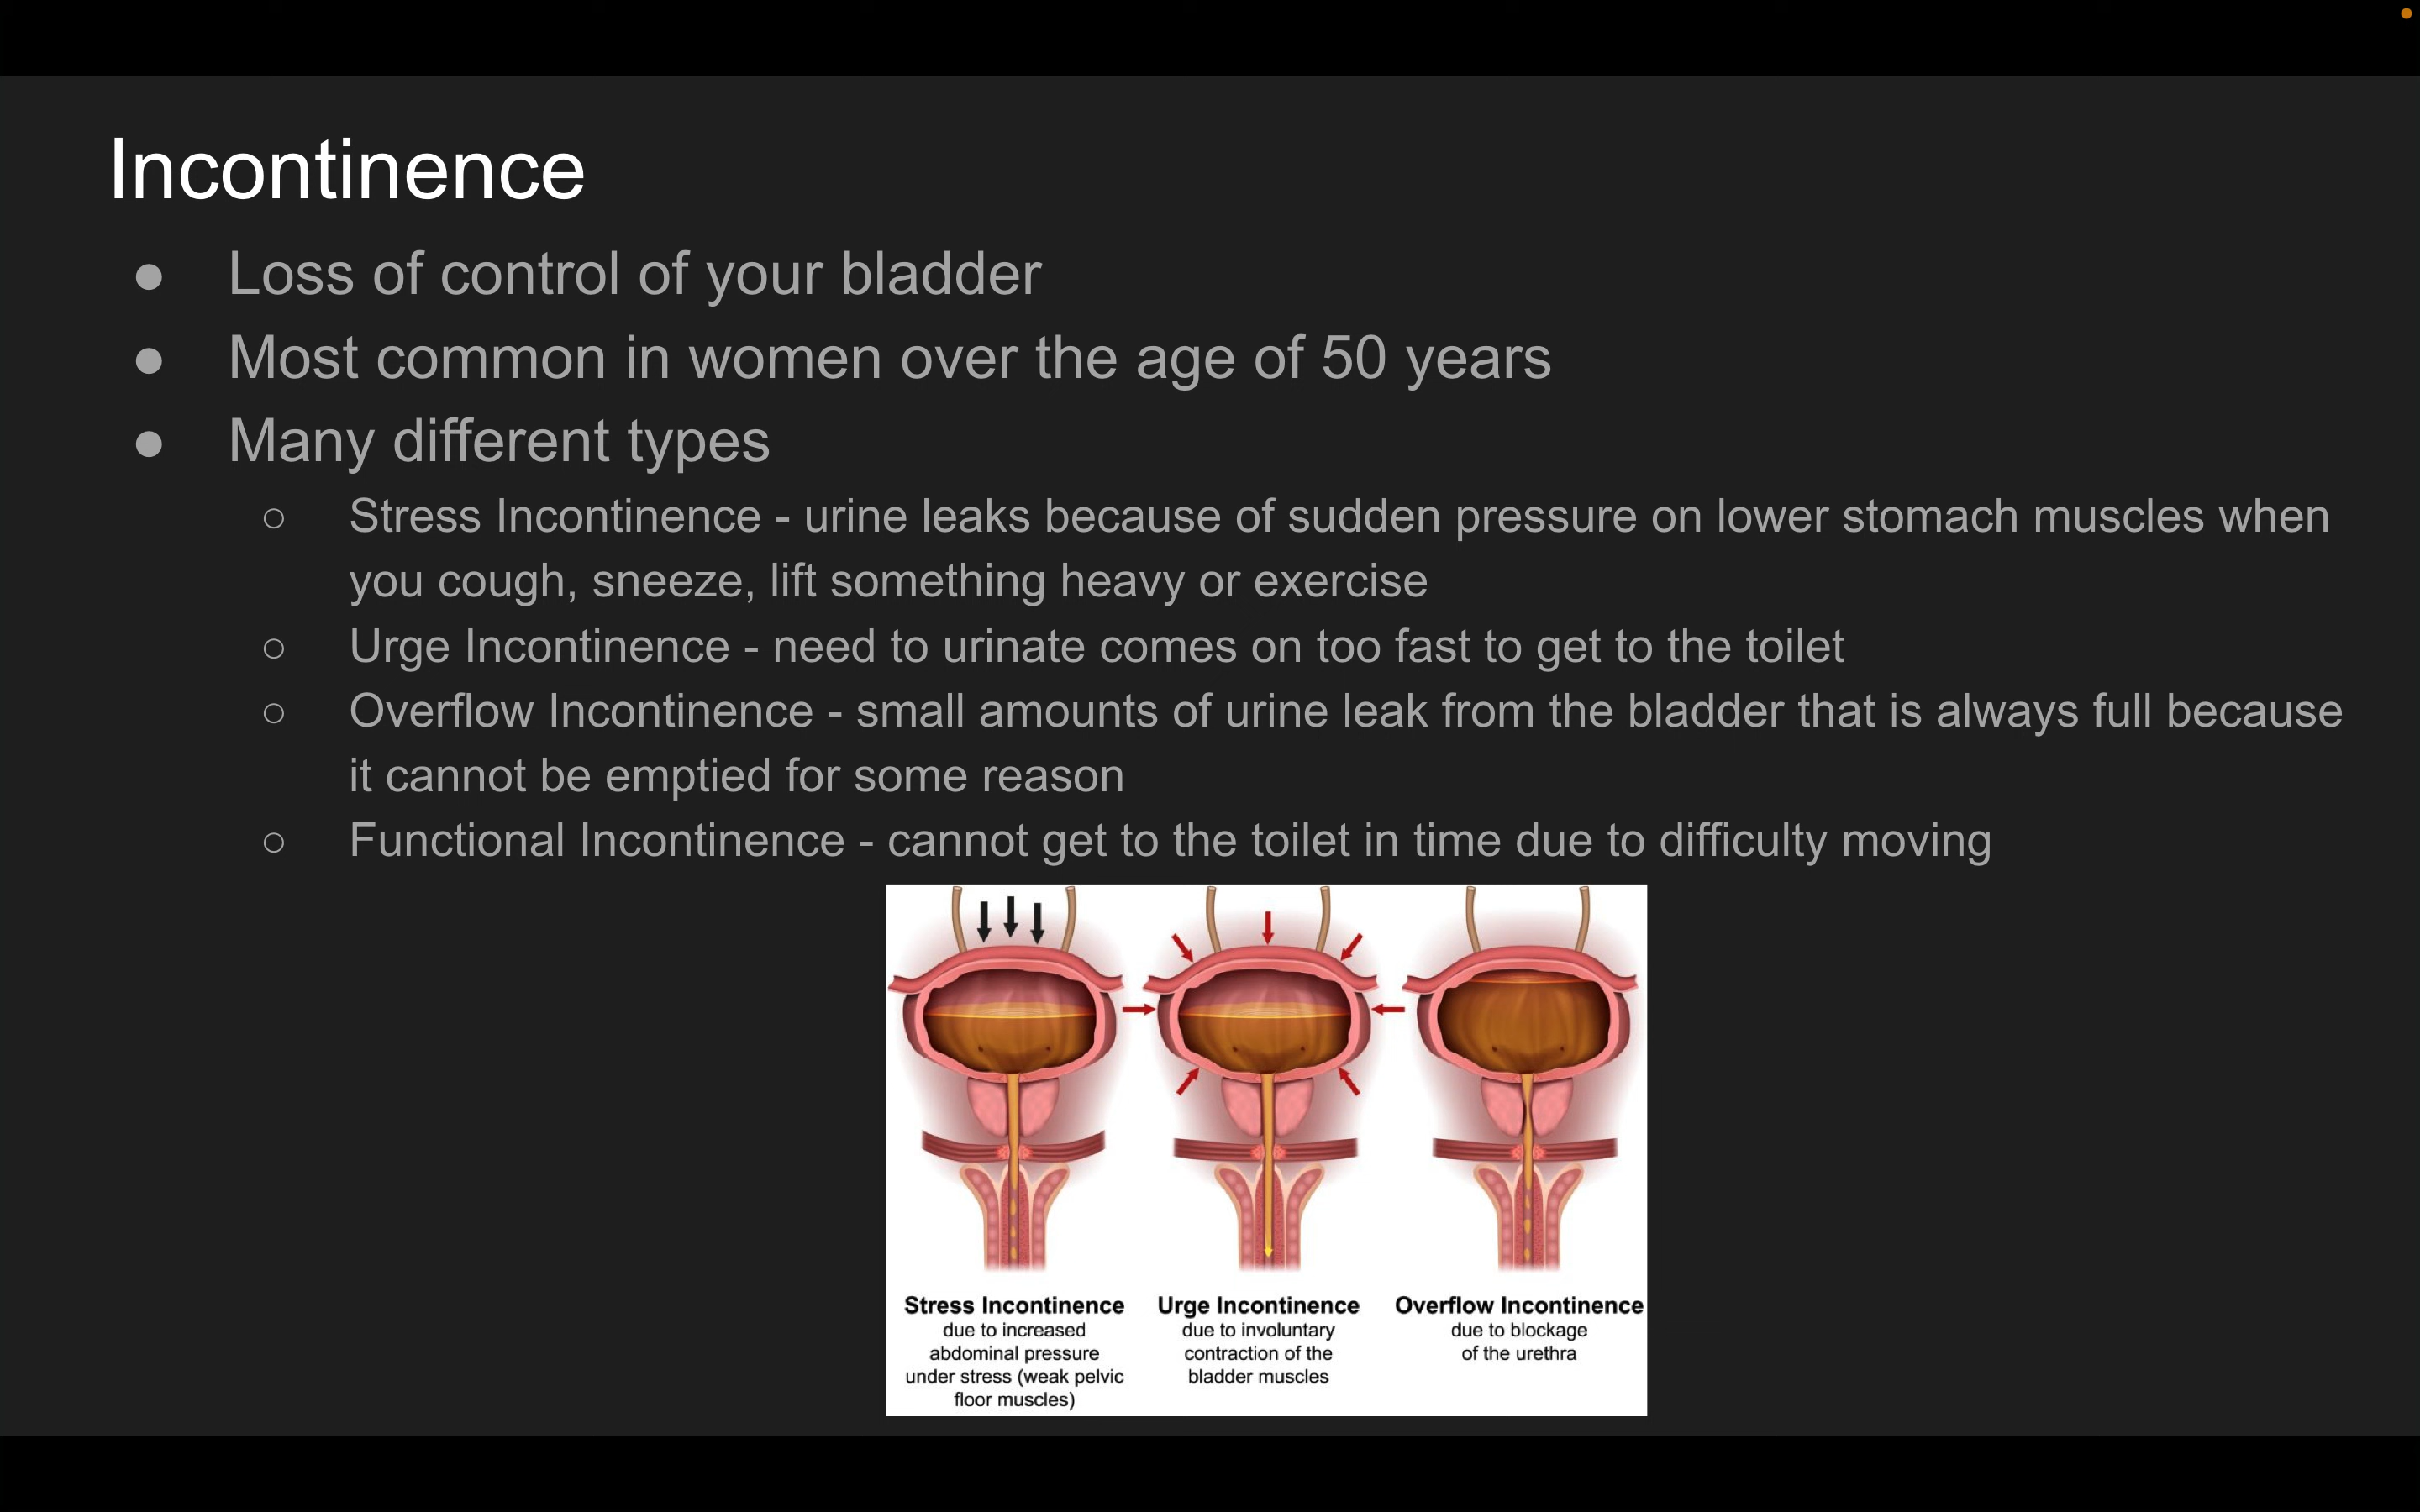 Incontinence
● Loss of control of your bladder
● Most common in women over the age of 50 years
● Many different types
○ Stress Incontinence - urine leaks because of sudden pressure on lower stomach muscles when
you cough, sneeze, lift something heavy or exercise
○ Urge Incontinence - need to urinate comes on too fast to get to the toilet
○ Overflow Incontinence - small amounts of urine leak from the bladder that is always full because
it cannot be emptied for some reason
○ Functional Incontinence - cannot get to the toilet in time due to difficulty moving
Stress Incontinence
due to increased
abdominal pressure
under stress (weak pelvic
floor muscles)
Urge Incontinence
due to involuntary
contraction of the
bladder muscles
Overflow Incontinence
due to blockage
of the urethra